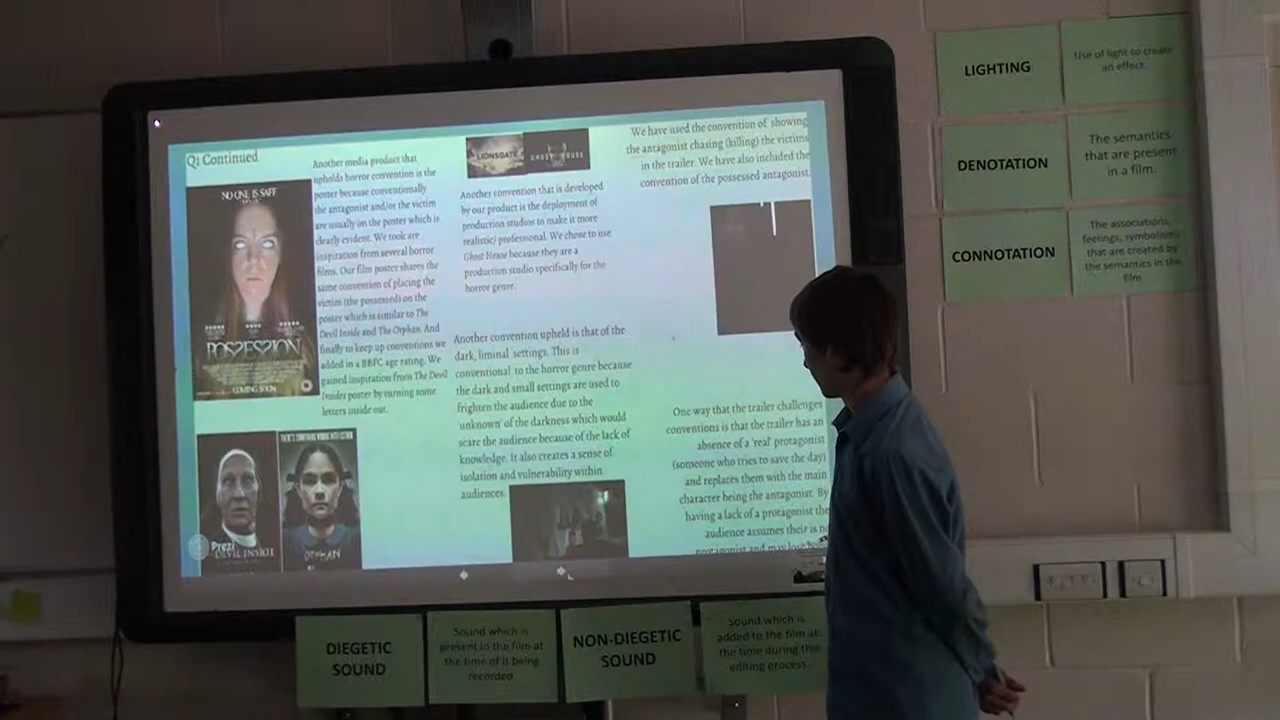 Q1 Continued
NO ONE IS SAFE
POSSESSION
COMING SOON
Another media product that
upholds horror convention is the
poster because conventionally
the antagonist and/or the victim
are usually on the poster which is
clearly evident. We took are
inspiration from several horror
films. Our film poster shares the
same convention of placing the
victim (the possessed) on the
poster which is similar to The
Devil Inside and The Orphan. And
finally to keep up conventions we
added in a BBFC age rating. We
gained inspiration from The Devil
Insides poster by turning some
letters inside out.
Prezi
DEVIL INSIDE
ORPHAN
LIONSGATE
GHOST HOUSE
Another convention that is developed
by our product is the deployment of
production studios to make it more
realistic/ professional. We chose to use
Ghost House because they are a
production studio specifically for the
horror genre.
Another convention upheld is that of the
dark, liminal settings. This is
conventional to the horror genre because
the dark and small settings are used to
frighten the audience due to the
'unknown' of the darkness which would
scare the audience because of the lack of
knowledge. It also creates a sense of
isolation and vulnerability within
audiences.
We have used the convention of showing
the antagonist chasing (killing) the victims
in the trailer. We have also included the
convention of the possessed antagonist.
One way that the trailer challenges
conventions is that the trailer has an
absence of a 'real' protagonist
(someone who tries to save the day)
and replaces them with the main
character being the antagonist. By
having a lack of a protagonist the
audience assumes their is no
protagonist and may
LIGHTING
Use of light to create
an effect.
DENOTATION
The semantics
that are present
in a film.
CONNOTATION
The associations,
feelings, symbolism
that are created by
the semantics in the
film
DIEGETIC
SOUND
Sound which is
present in the film at
the time of it being
recorded.
NON-DIEGETIC
SOUND
Sound which is
added to the film at
the time during the
editing process.